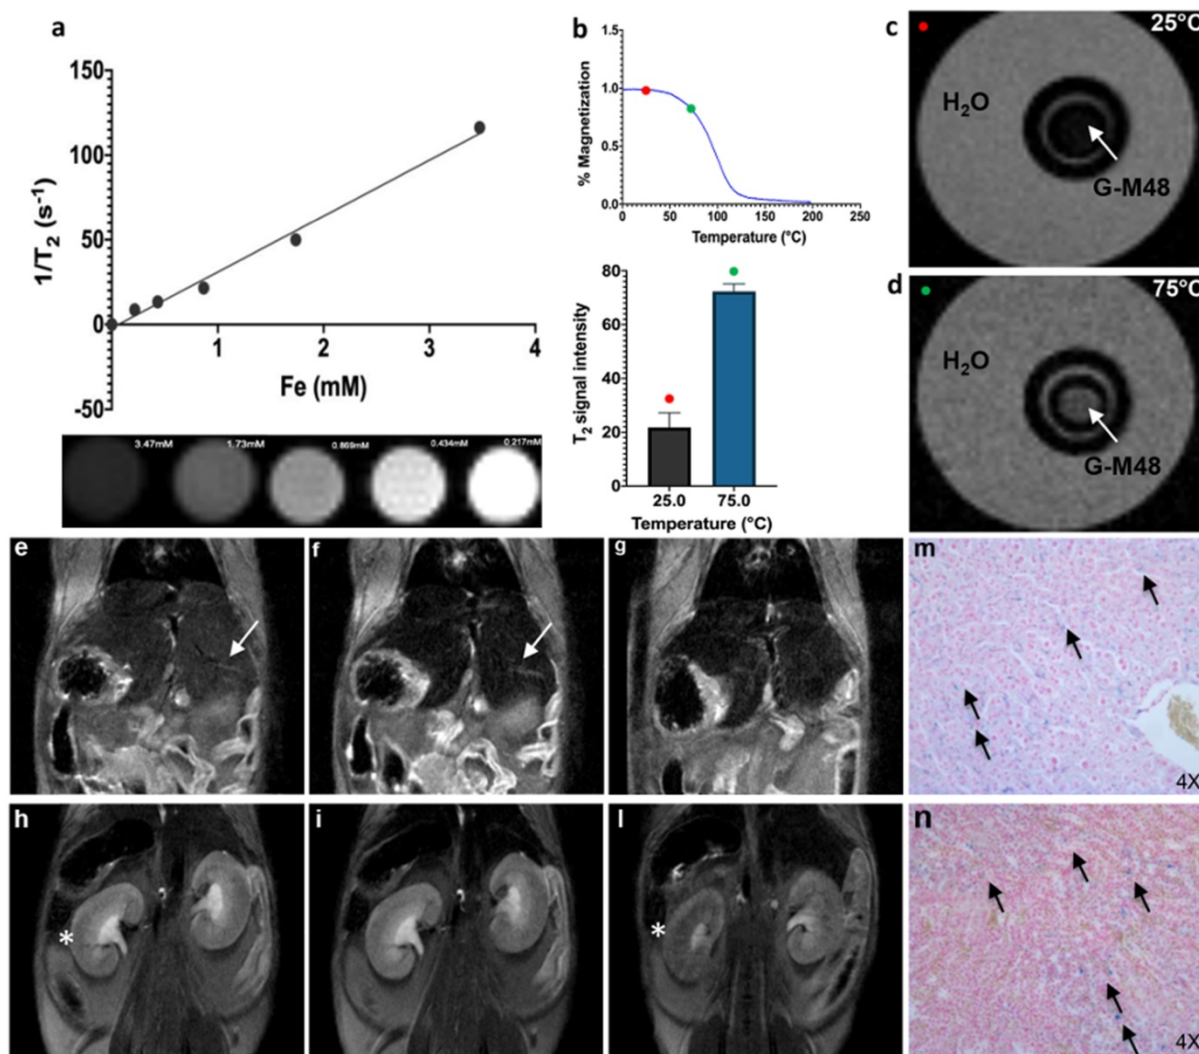 a
150
100
50
0
-50
1/T2 (s-1)
1
2
3
4
Fe (mM)
3.47mM
1.73mM
0.869mM
0.434mM
0.217mM
b
1.5
1.0
0.5
0.0
% Magnetization
0
50
100
150
200
250
Temperature (°C)
80
60
40
20
0
T2 signal intensity
25.0
75.0
Temperature (°C)
c
25°C
H2O
G-M48
d
75°C
H2O
G-M48
e
f
g
m
4X
h
*
i
l
*
n
4X